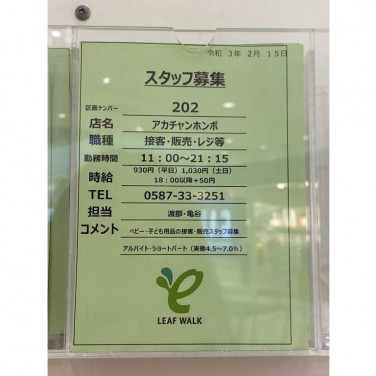 令和 3年 2月 15日
スタッフ募集
区画ナンバー 202
店名 アカチャンホンポ
職種 接客・販売・レジ等
勤務時間 11：00～21：15
時給 930円（平日）1,030円（土日）
18：00以降＋50円
TEL 0587-33-3251
担当 渡部・亀谷
コメント ベビー・子ども用品の接客・販売スタッフ募集
アルバイト・ショートパート（実働4.5～7.0ｈ）
LEAF WALK